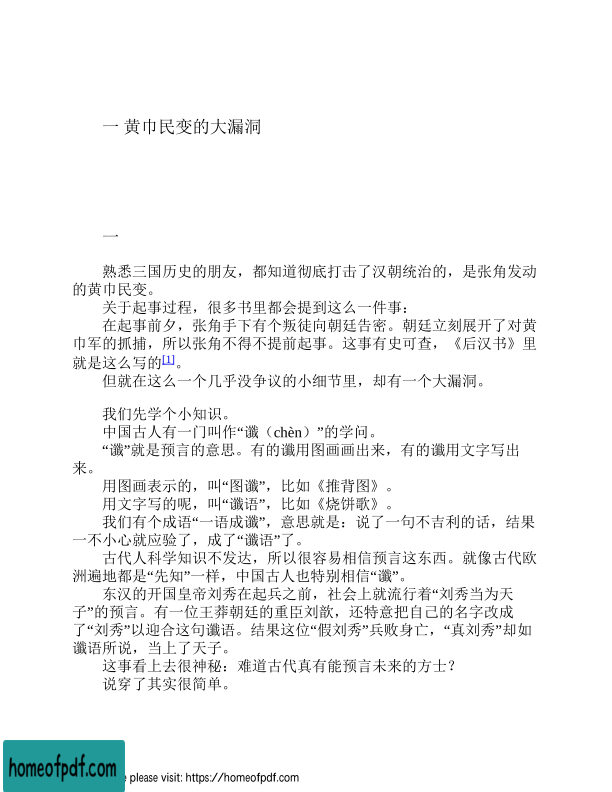 一 黄巾民变的大漏洞
一
熟悉三国历史的朋友，都知道彻底打击了汉朝统治的，是张角发动
的黄巾民变。
关于起事过程，很多书里都会提到这么一件事：
在起事前夕，张角手下有个叛徒向朝廷告密。朝廷立刻展开了对黄
巾军的抓捕，所以张角不得不提前起事。这事有史可查，《后汉书》里
就是这么写的[1]。
但就在这么一个几乎没争议的小细节里，却有一个大漏洞。
我们先学个小知识。
中国古人有一门叫作“谶（chèn）”的学问。
“谶”就是预言的意思。有的谶用图画画出来，有的谶用文字写出
来。
用图画表示的，叫“图谶”，比如《推背图》。
用文字写的呢，叫“谶语”，比如《烧饼歌》。
我们有个成语“一语成谶”，意思就是：说了一句不吉利的话，结果
一不小心就应验了，成了“谶语”了。
古代人科学知识不发达，所以很容易相信预言这东西。就像古代欧
洲遍地都是“先知”一样，中国古人也特别相信“谶”。
东汉的开国皇帝刘秀在起兵之前，社会上就流行着“刘秀当为天
子”的预言。有一位王莽朝廷的重臣刘歆，还特意把自己的名字改成
了“刘秀”以迎合这句谶语。结果这位“假刘秀”兵败身亡，“真刘秀”却如
谶语所说，当上了天子。
这事看上去很神秘：难道古代真有能预言未来的方士？
说穿了其实很简单。
homeofpdf.com
e please visit: https://homeofpdf.com